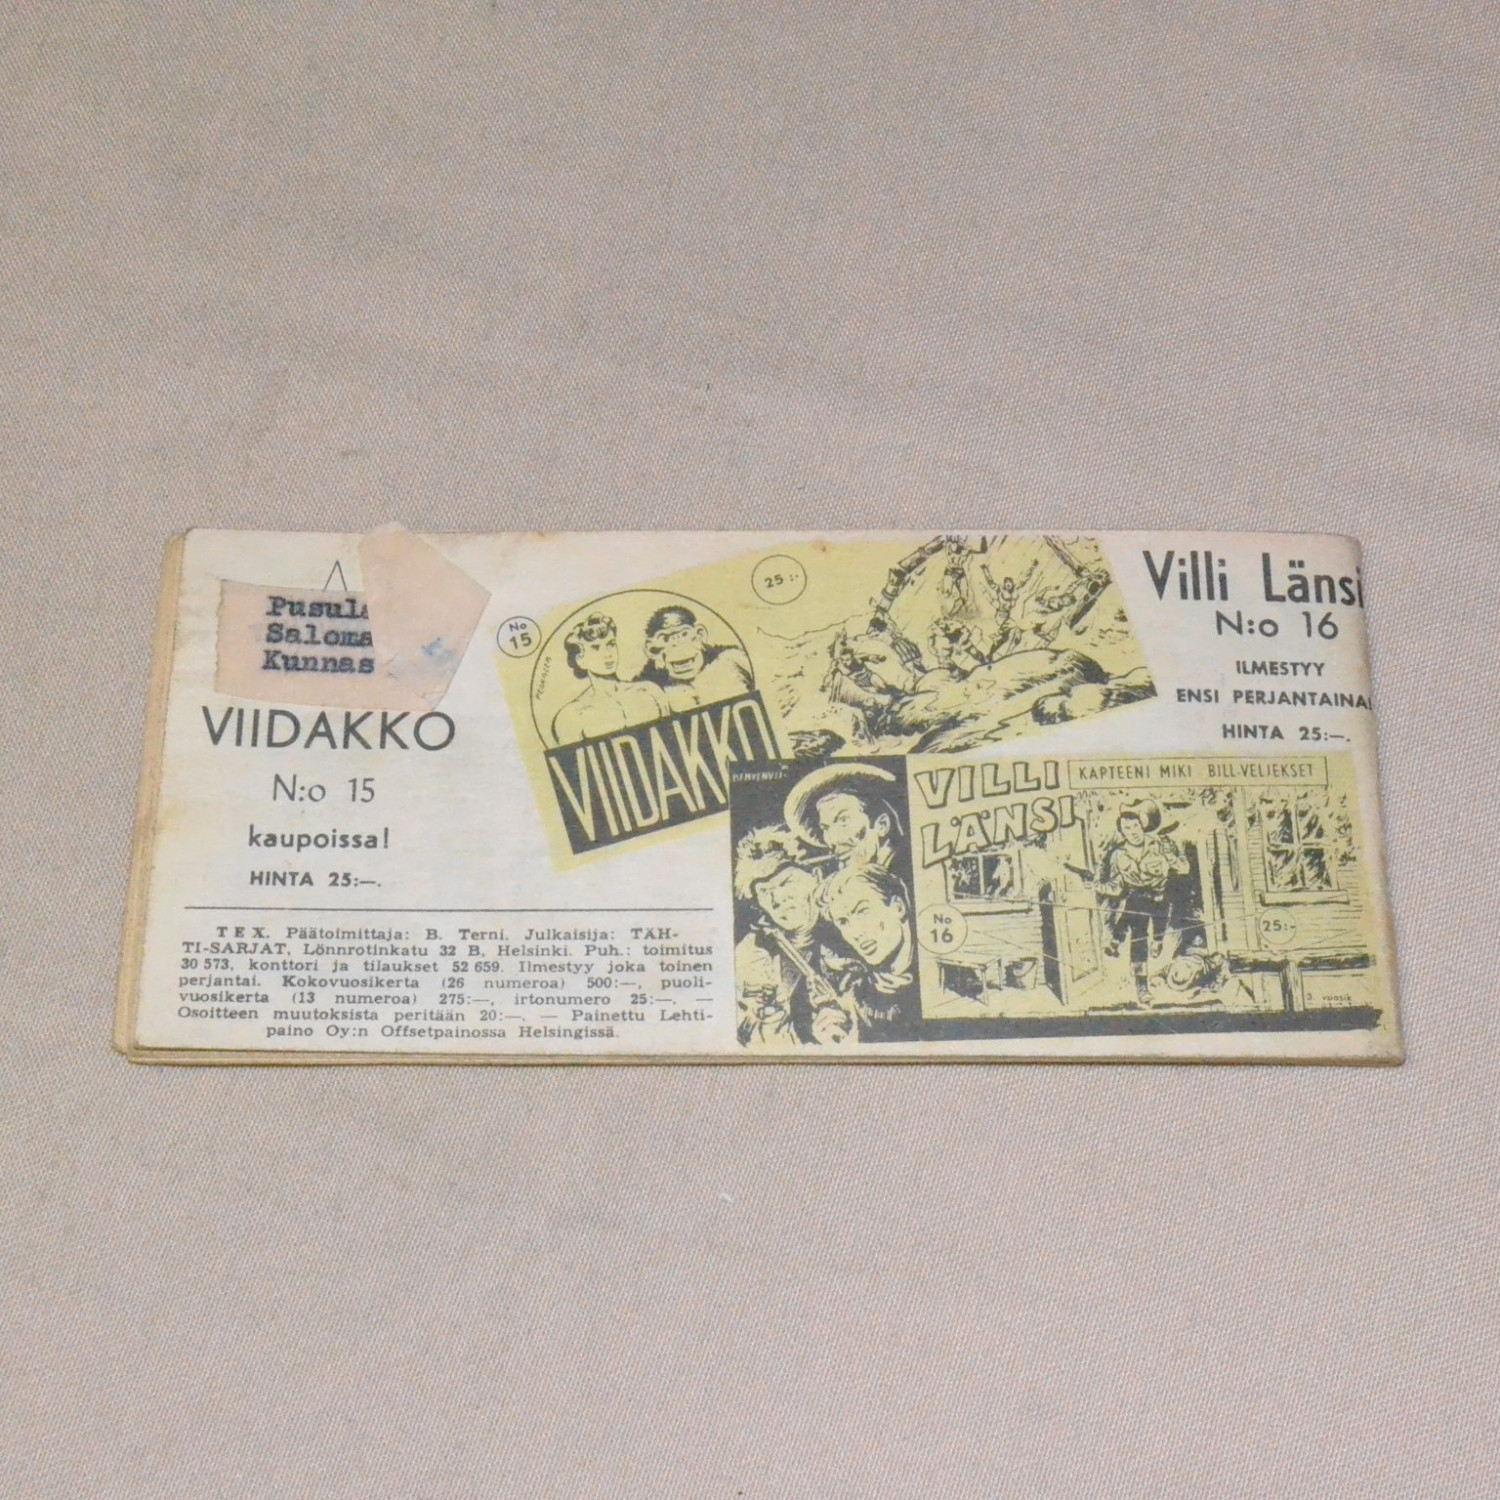 Pusula
Saloma
Kunnas
VIIDAKKO
N:o 15
kaupoissa!
HINTA 25:—.
TEX. Päätoimittaja: B. Terni. Julkaisija: TÄH-
TI-SARJAT, Lönnrotinkatu 32 B, Helsinki. Puh.: toimitus
30 573, konttori ja tilaukset 52 659. Ilmestyy joka toinen
perjantai. Kokovuosikerta (26 numeroa) 500:—, puoli-
vuosikerta (13 numeroa) 275:—, irtonumero 25:—. —
Osoitteen muutoksista peritään 20:—. — Painettu Lehti-
paino Oy:n Offsetpainossa Helsingissä.
No
15
25:-
VIIDAKKO
Villi Länsi
N:o 16
ILMESTYY
ENSI PERJANTAINA
HINTA 25:—.
VILLI
LÄNSI
KAPTEENI MIKI BILL-VELJEKSET
No
16
25:-
3. vuosik